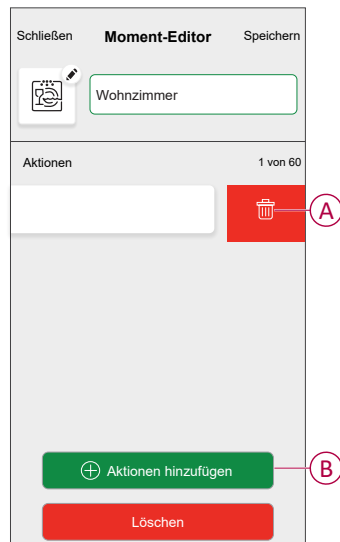 Schließen Moment-Editor Speichern
Wohnzimmer
Aktionen 1 von 60
A
Aktionen hinzufügen B
Löschen